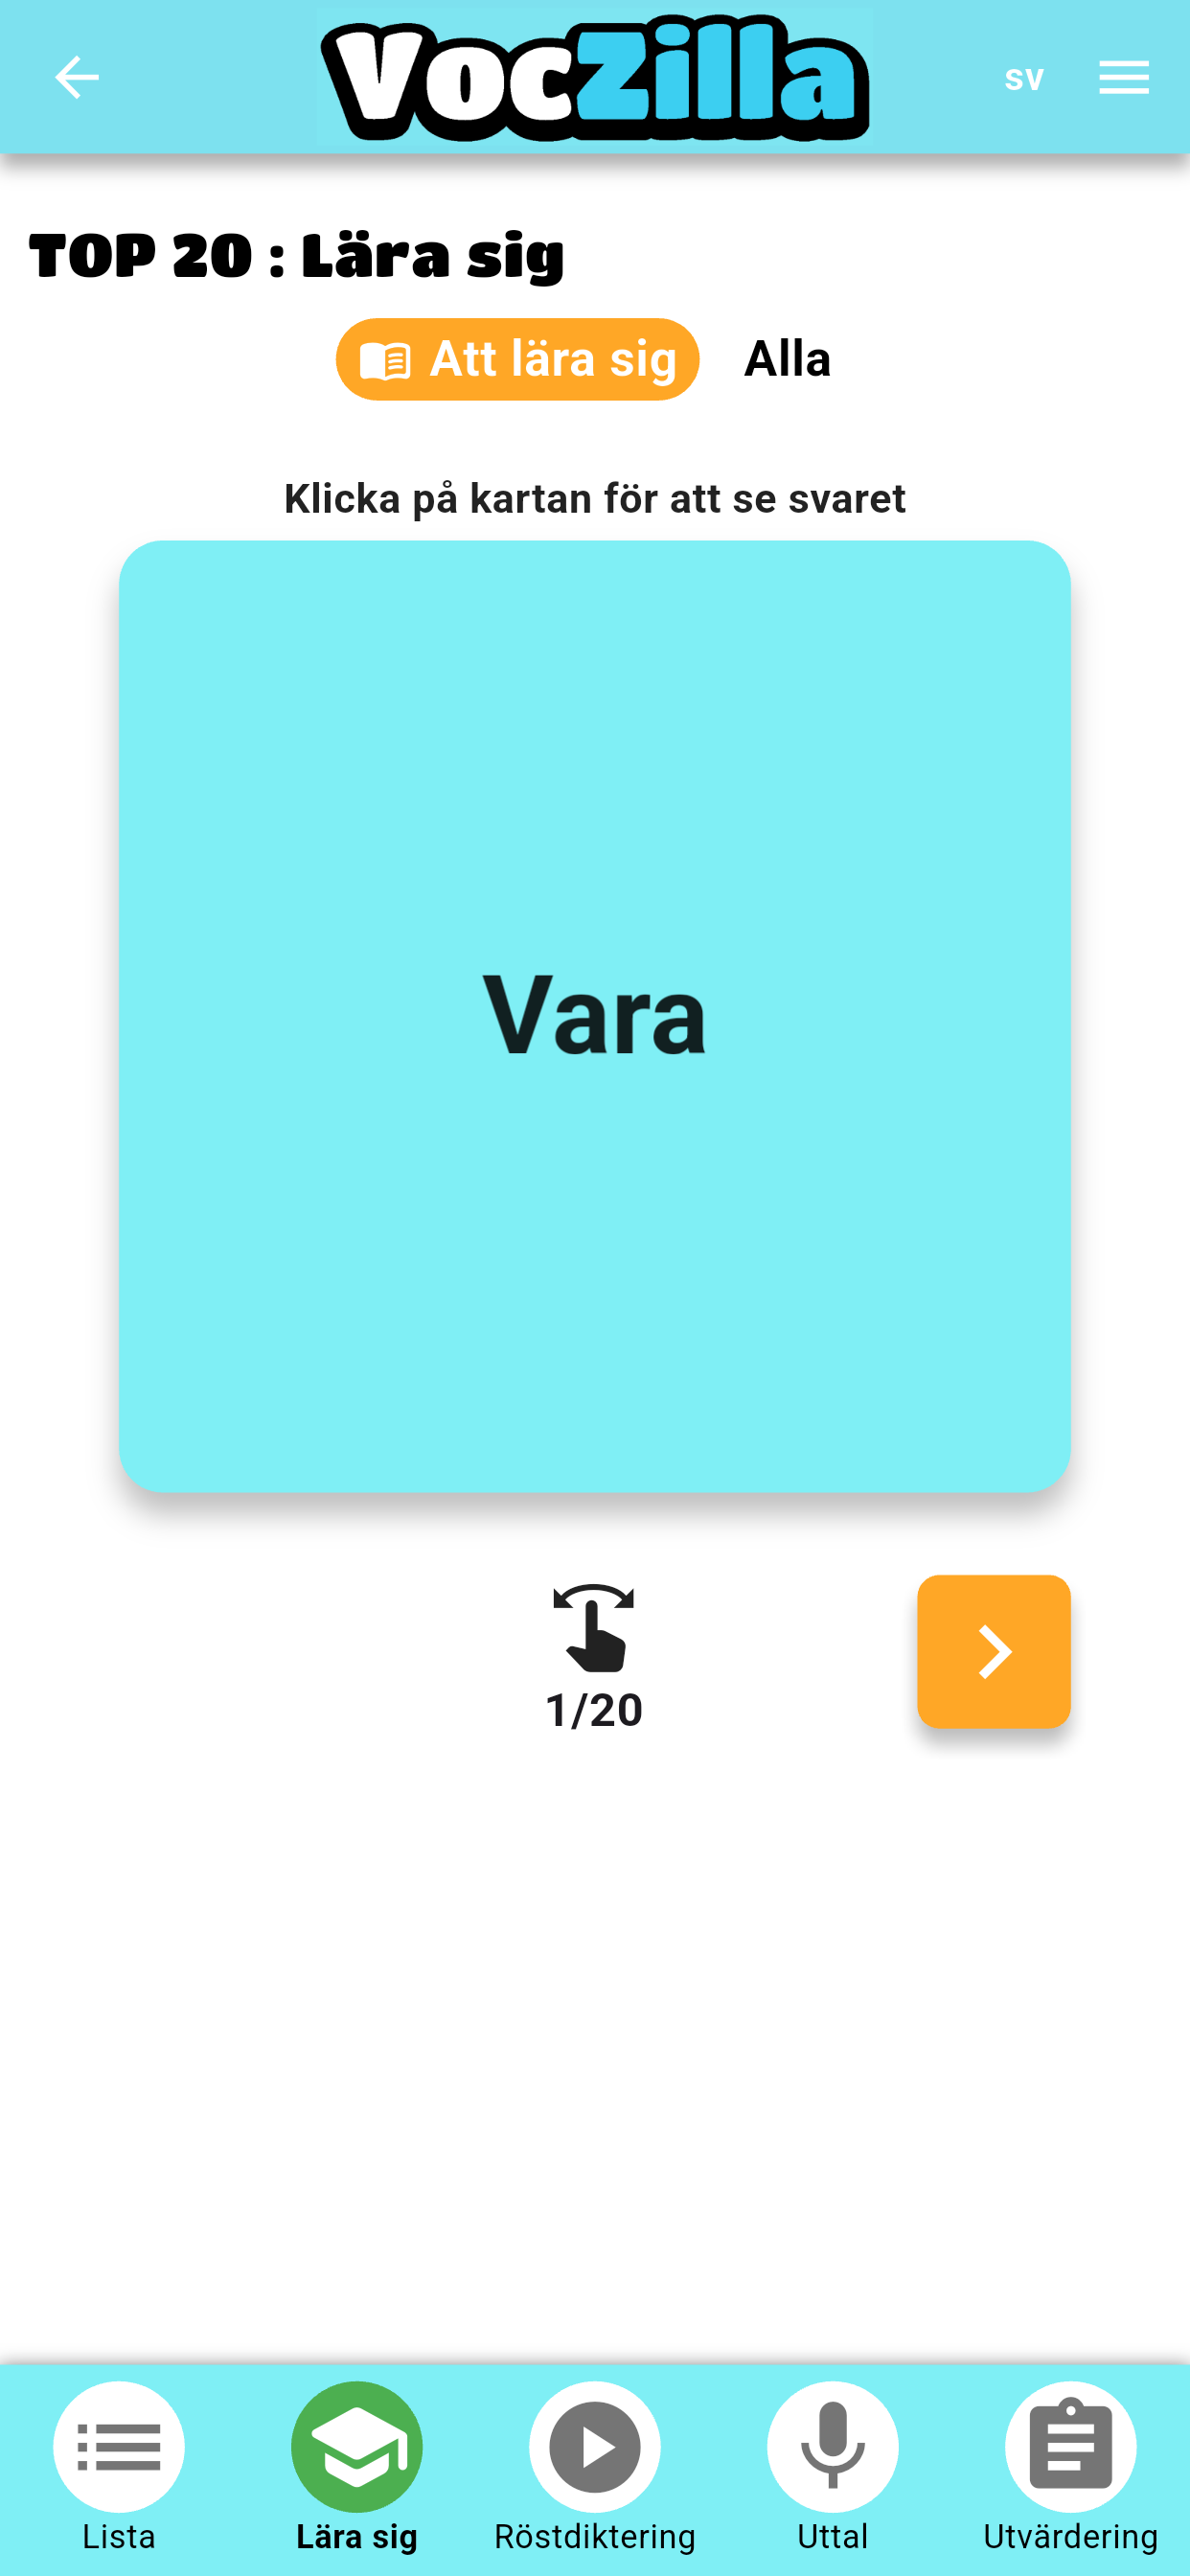 VocZilla
sv
TOP 20 : Lära sig
Att lära sig
Alla
Klicka på kartan för att se svaret
Vara
1/20
Lista
Lära sig
Röstdiktering
Uttal
Utvärdering